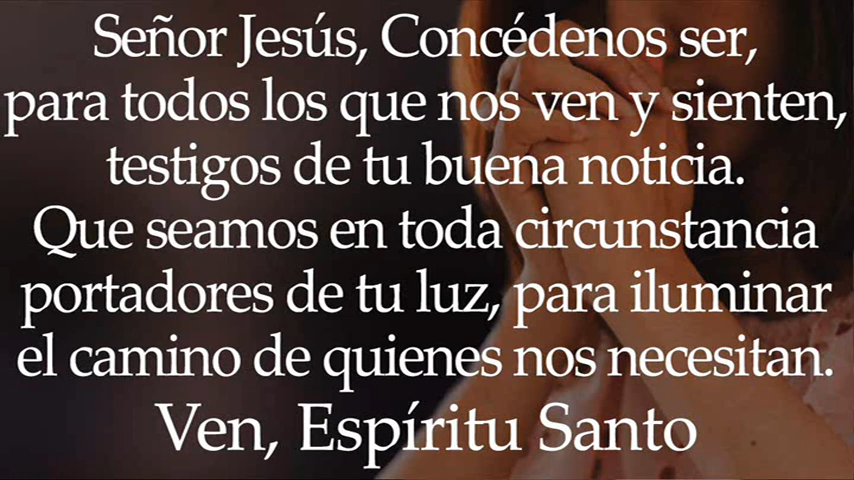 Señor Jesús, Concédenos ser,
para todos los que nos ven y sienten,
testigos de tu buena noticia.
Que seamos en toda circunstancia
portadores de tu luz, para iluminar
el camino de quienes nos necesitan.
Ven, Espíritu Santo